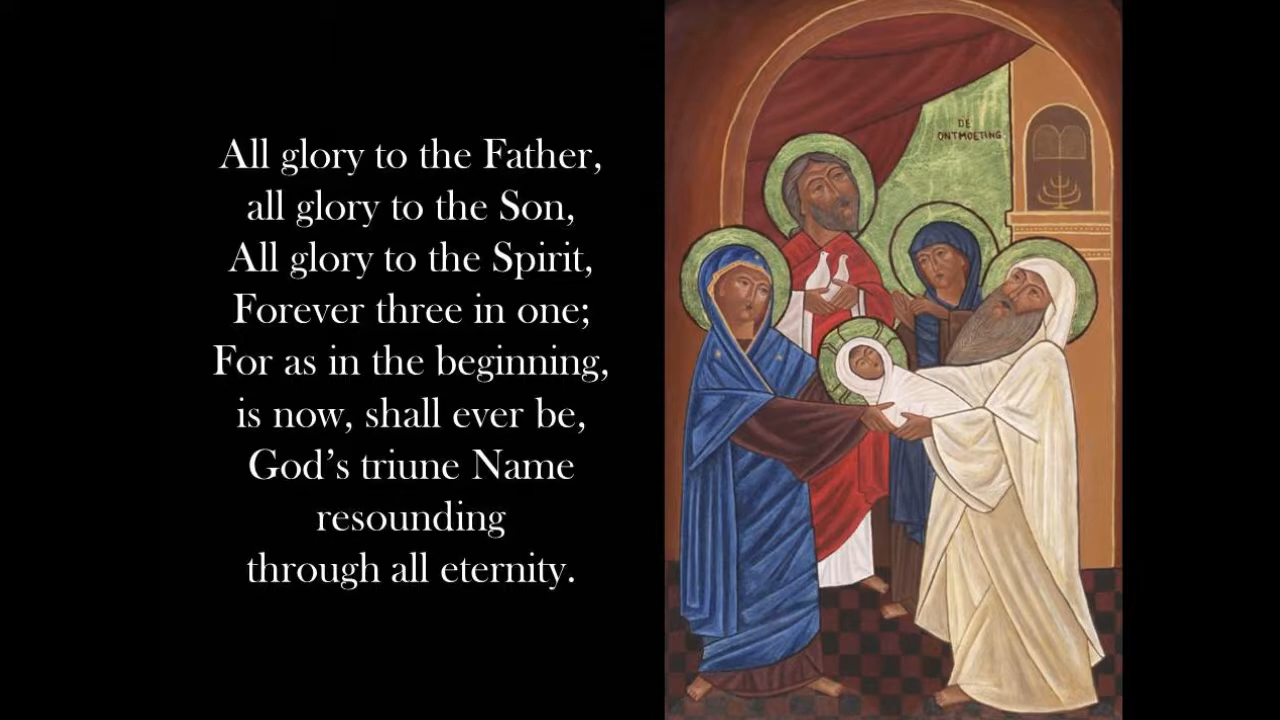 All glory to the Father,
all glory to the Son,
All glory to the Spirit,
Forever three in one;
For as in the beginning,
is now, shall ever be,
God’s triune Name
resounding
through all eternity.
DE
ONTMOETING